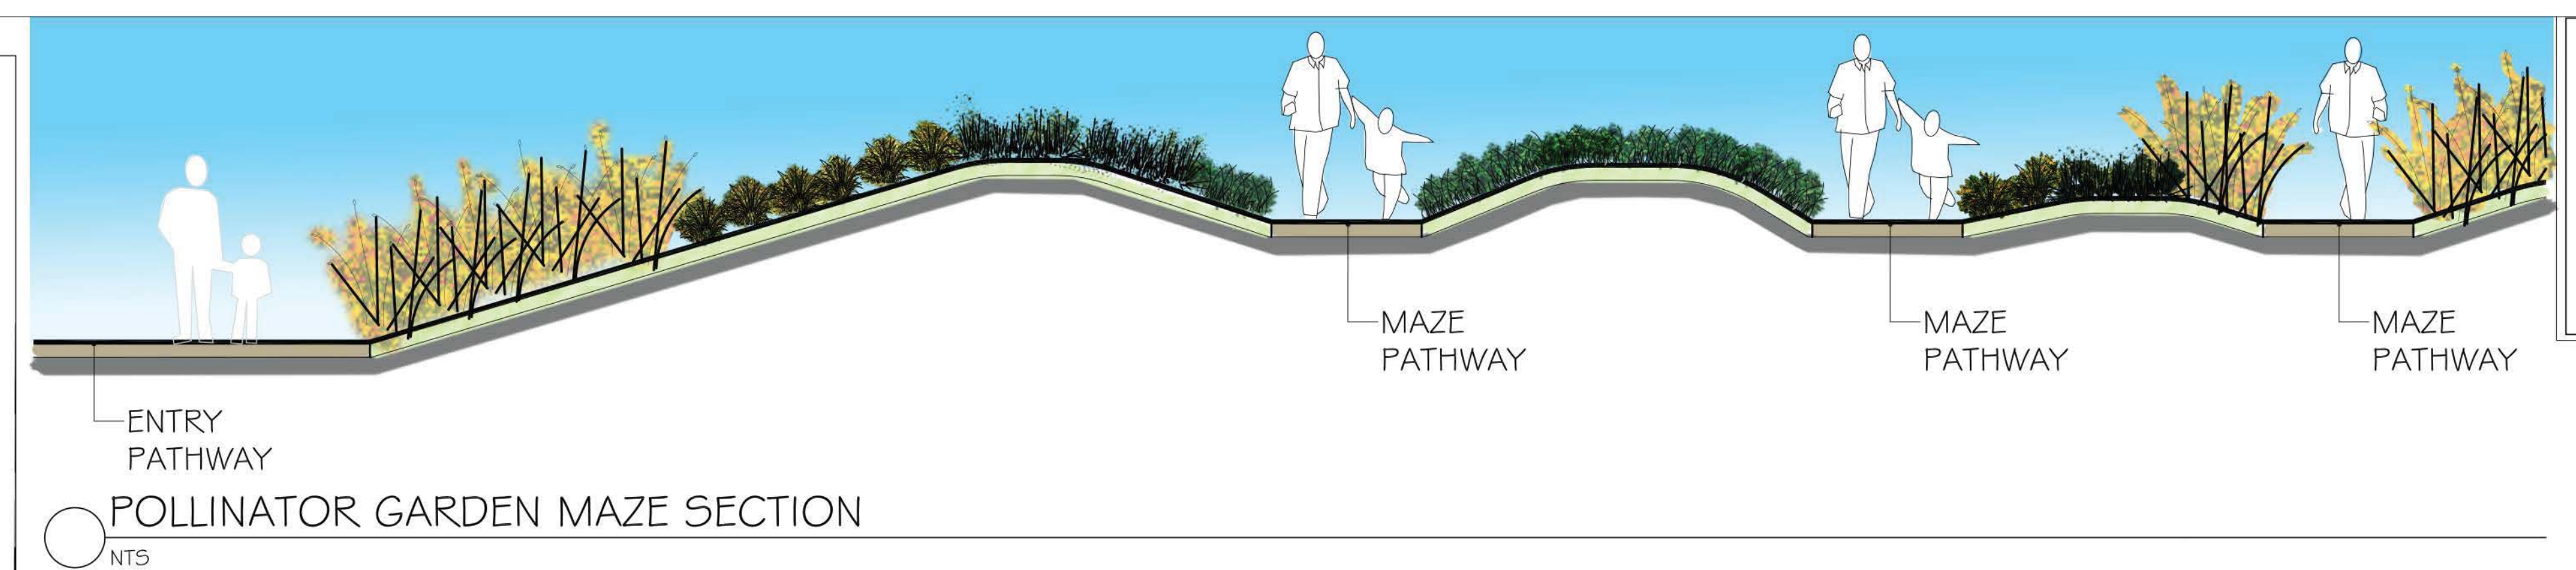 MAZE
PATHWAY
MAZE
PATHWAY
MAZE
PATHWAY
ENTRY
PATHWAY
POLLINATOR GARDEN MAZE SECTION
NTS